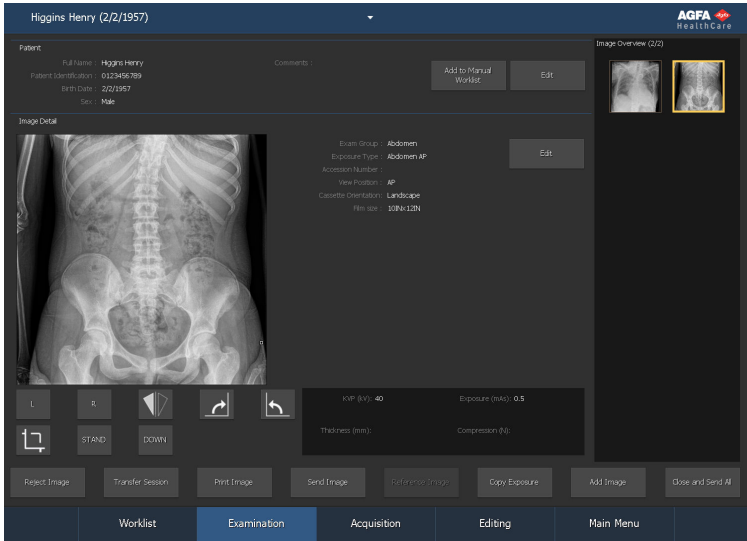 Higgins Henry (2/2/1957)
AGFA
HealthCare
Patient
Full Name : Higgins Henry
Comments :
Patient Identification : 0123456789
Birth Date : 2/2/1957
Sex : Male
Add to Manual
Worklist
Edit
Image Overview (2/2)
Image Detail
Exam Group : Abdomen
Exposure Type : Abdomen AP
Accession Number :
View Position : AP
Cassette Orientation : Landscape
Film size : 10INx12IN
Edit
L
R
STAND
DOWN
KVP (kV): 40
Exposure (mAs): 0.5
Thickness (mm):
Compression (N):
Reject Image
Transfer Session
Print Image
Send Image
Reference Image
Copy Exposure
Add Image
Close and Send All
Worklist
Examination
Acquisition
Editing
Main Menu